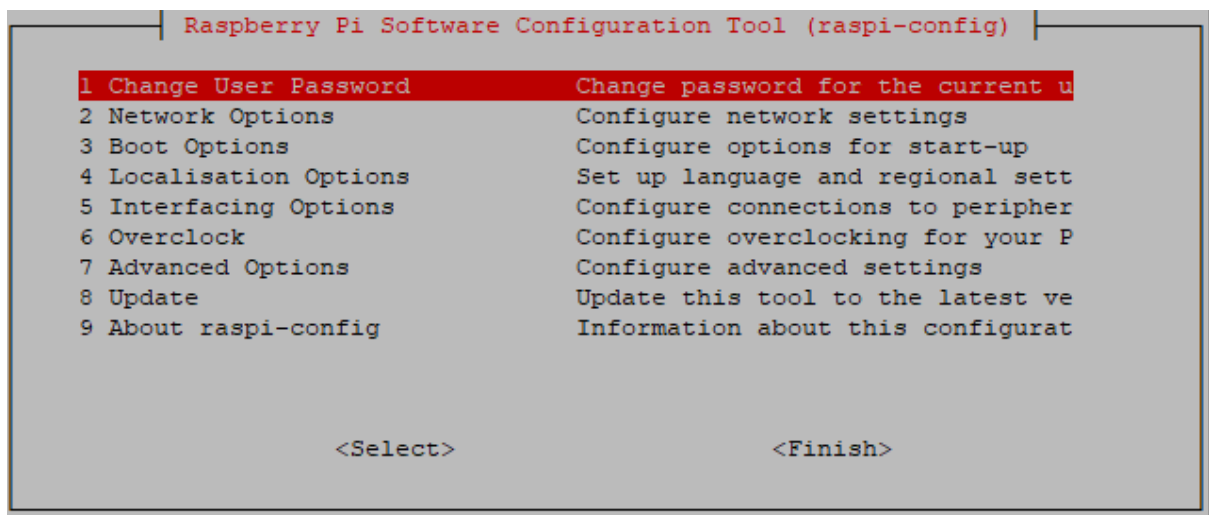 Raspberry Pi Software Configuration Tool (raspi-config)
1 Change User Password Change password for the current u
2 Network Options Configure network settings
3 Boot Options Configure options for start-up
4 Localisation Options Set up language and regional sett
5 Interfacing Options Configure connections to peripher
6 Overclock Configure overclocking for your P
7 Advanced Options Configure advanced settings
8 Update Update this tool to the latest ve
9 About raspi-config Information about this configurat
<Select> <Finish>